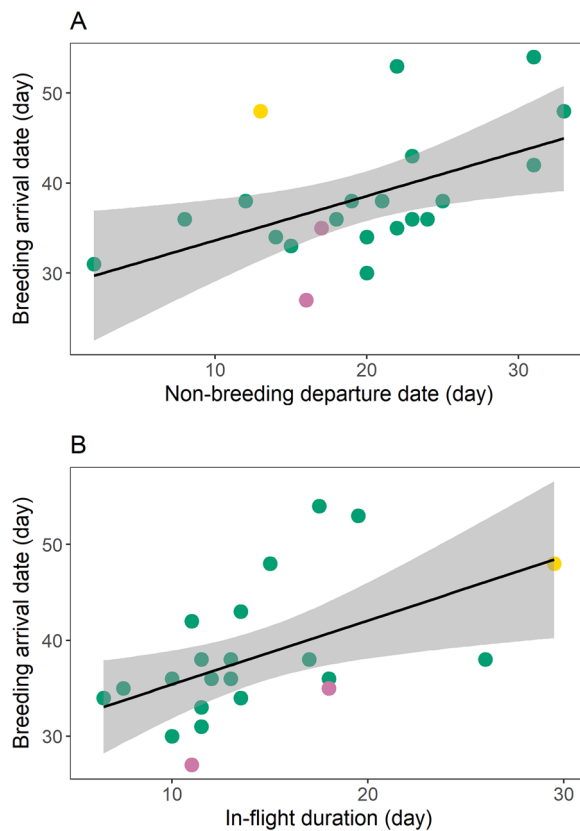 A
Breeding arrival date (day)
50
40
30
10
20
30
Non-breeding departure date (day)
B
Breeding arrival date (day)
50
40
30
10
20
30
In-flight duration (day)